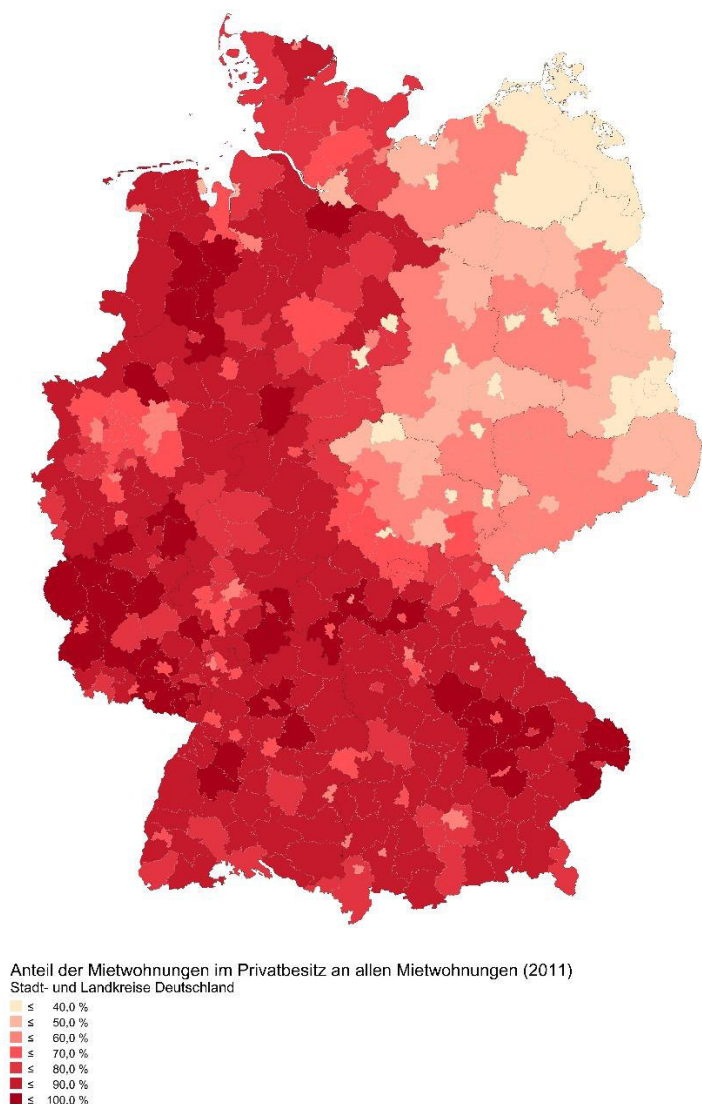 Anteil der Mietwohnungen im Privatbesitz an allen Mietwohnungen (2011)
Stadt- und Landkreise Deutschland
≤ 40,0 %
≤ 50,0 %
≤ 60,0 %
≤ 70,0 %
≤ 80,0 %
≤ 90,0 %
≤ 100,0 %